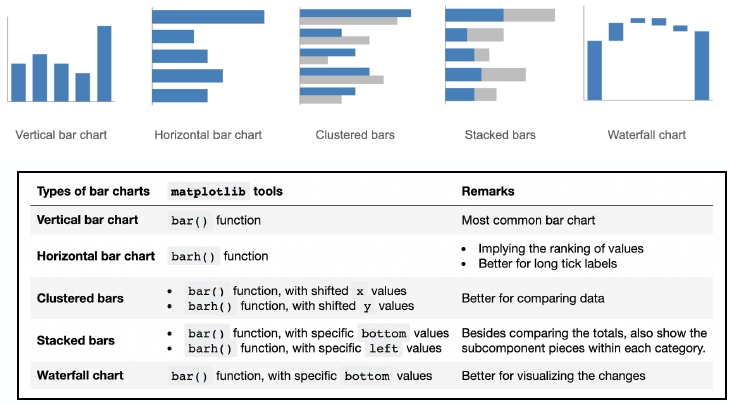 Vertical bar chart
Horizontal bar chart
Clustered bars
Stacked bars
Waterfall chart
Types of bar charts matplotlib tools Remarks
Vertical bar chart bar() function Most common bar chart
Horizontal bar chart barh() function
• Implying the ranking of values
• Better for long tick labels
Clustered bars
• bar() function, with shifted x values
• barh() function, with shifted y values
Better for comparing data
Stacked bars
• bar() function, with specific bottom values
• barh() function, with specific left values
Besides comparing the totals, also show the
subcomponent pieces within each category.
Waterfall chart bar() function, with specific bottom values Better for visualizing the changes